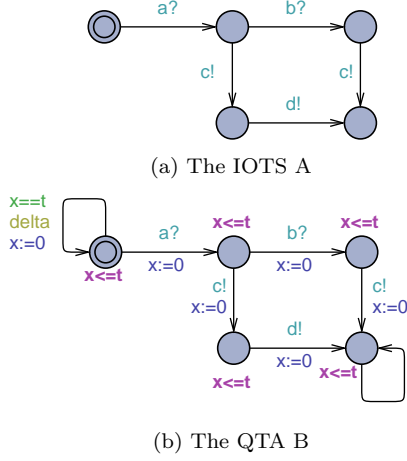 a? b?
c! c!
d!
(a) The IOTS A
x==t
delta
x:=0
x<=t
a?
x:=0
x<=t
b?
x:=0
x<=t
c!
x:=0
c!
x:=0
d!
x:=0
x<=t
x<=t
(b) The QTA B